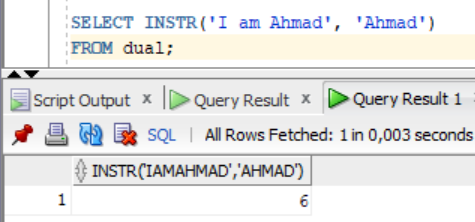 SELECT INSTR('I am Ahmad', 'Ahmad')
FROM dual;
Script Output x Query Result x Query Result 1
SQL | All Rows Fetched: 1 in 0,003 seconds
INSTR('IAMAHMAD','AHMAD')
1 6